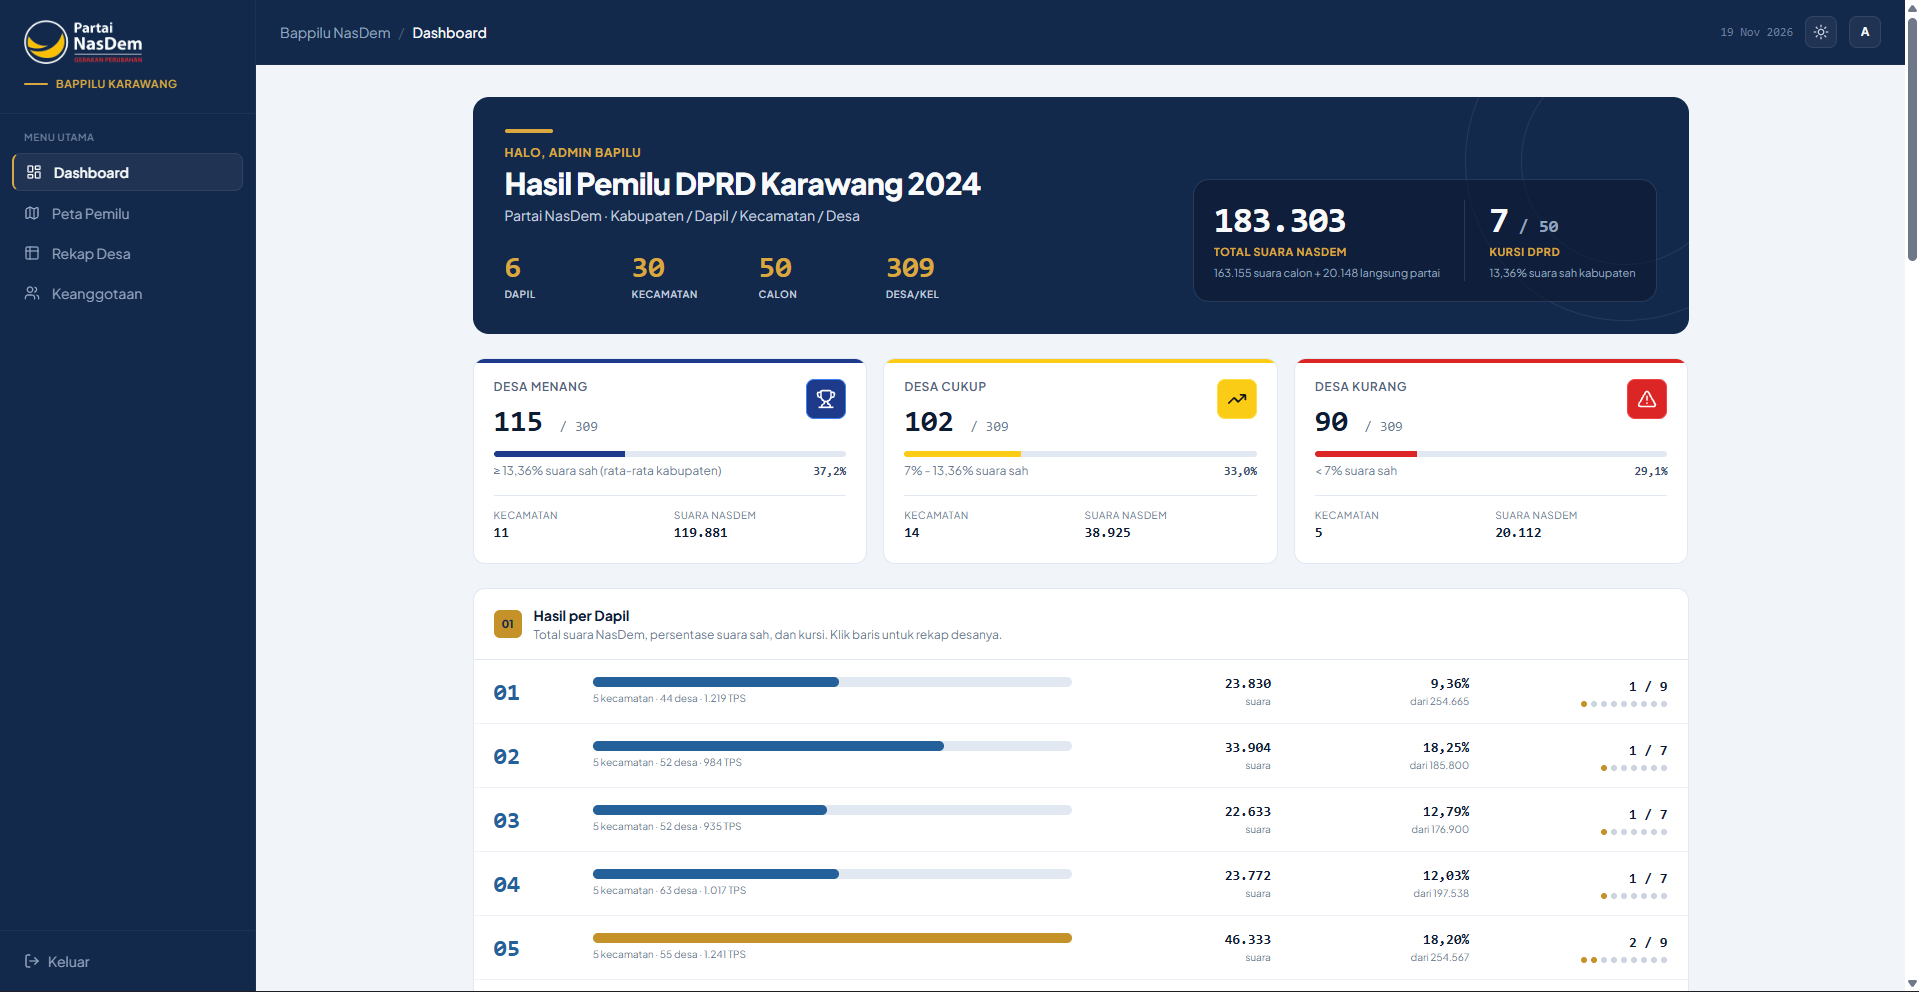 Partai
NasDem
GERAKAN PERUBAHAN
BAPPILU KARAWANG
MENU UTAMA
Dashboard
Peta Pemilu
Rekap Desa
Keanggotaan
Keluar
Bappilu NasDem / Dashboard
19 Nov 2026
A
HALO, ADMIN BAPILU
Hasil Pemilu DPRD Karawang 2024
Partai NasDem · Kabupaten / Dapil / Kecamatan / Desa
6
DAPIL
30
KECAMATAN
50
CALON
309
DESA/KEL
183.303
TOTAL SUARA NASDEM
163.155 suara calon + 20.148 langsung partai
7 / 50
KURSI DPRD
13,36% suara sah kabupaten
DESA MENANG
115 / 309
≥ 13,36% suara sah (rata-rata kabupaten) 37,2%
KECAMATAN
11
SUARA NASDEM
119.881
DESA CUKUP
102 / 309
7% - 13,36% suara sah 33,0%
KECAMATAN
14
SUARA NASDEM
38.925
DESA KURANG
90 / 309
< 7% suara sah 29,1%
KECAMATAN
5
SUARA NASDEM
20.112
01
Hasil per Dapil
Total suara NasDem, persentase suara sah, dan kursi. Klik baris untuk rekap desanya.
01
5 kecamatan · 44 desa · 1.219 TPS
23.830
suara
9,36%
dari 254.665
1 / 9
02
5 kecamatan · 52 desa · 984 TPS
33.904
suara
18,25%
dari 185.800
1 / 7
03
5 kecamatan · 52 desa · 935 TPS
22.633
suara
12,79%
dari 176.900
1 / 7
04
5 kecamatan · 63 desa · 1.017 TPS
23.772
suara
12,03%
dari 197.538
1 / 7
05
5 kecamatan · 55 desa · 1.241 TPS
46.333
suara
18,20%
dari 254.567
2 / 9